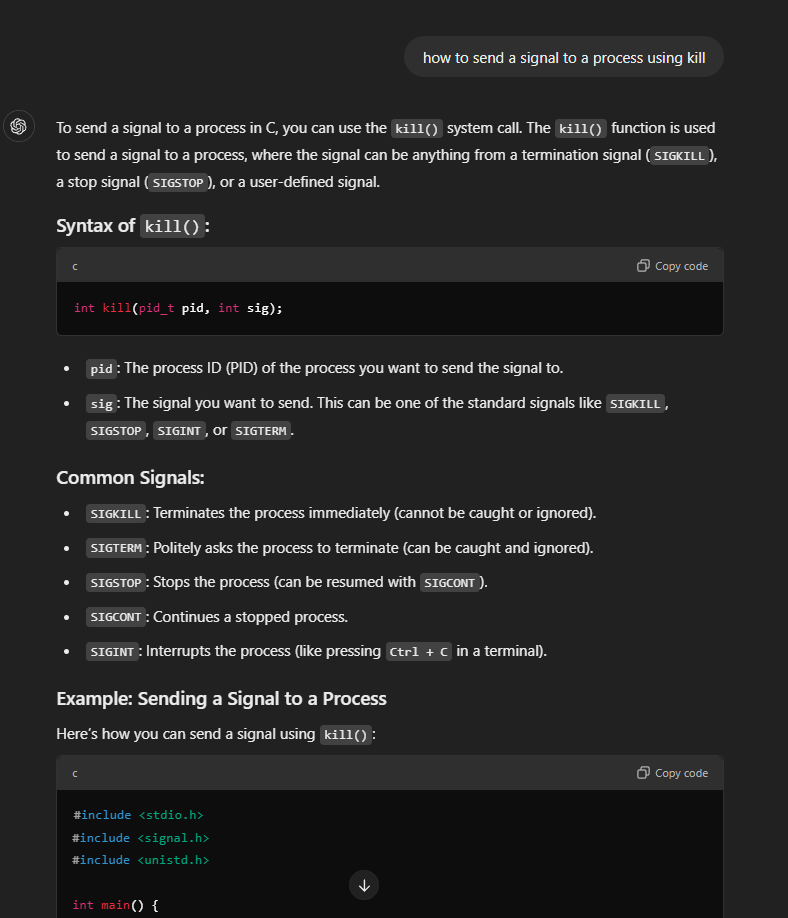 how to send a signal to a process using kill
To send a signal to a process in C, you can use the kill() system call. The kill() function is used
to send a signal to a process, where the signal can be anything from a termination signal (SIGKILL),
a stop signal (SIGSTOP), or a user-defined signal.
Syntax of kill():
c
Copy code
int kill(pid_t pid, int sig);
• pid: The process ID (PID) of the process you want to send the signal to.
• sig: The signal you want to send. This can be one of the standard signals like SIGKILL,
SIGSTOP, SIGINT, or SIGTERM.
Common Signals:
• SIGKILL: Terminates the process immediately (cannot be caught or ignored).
• SIGTERM: Politely asks the process to terminate (can be caught and ignored).
• SIGSTOP: Stops the process (can be resumed with SIGCONT).
• SIGCONT: Continues a stopped process.
• SIGINT: Interrupts the process (like pressing Ctrl + C in a terminal).
Example: Sending a Signal to a Process
Here's how you can send a signal using kill():
c
Copy code
#include <stdio.h>
#include <signal.h>
#include <unistd.h>
int main() {